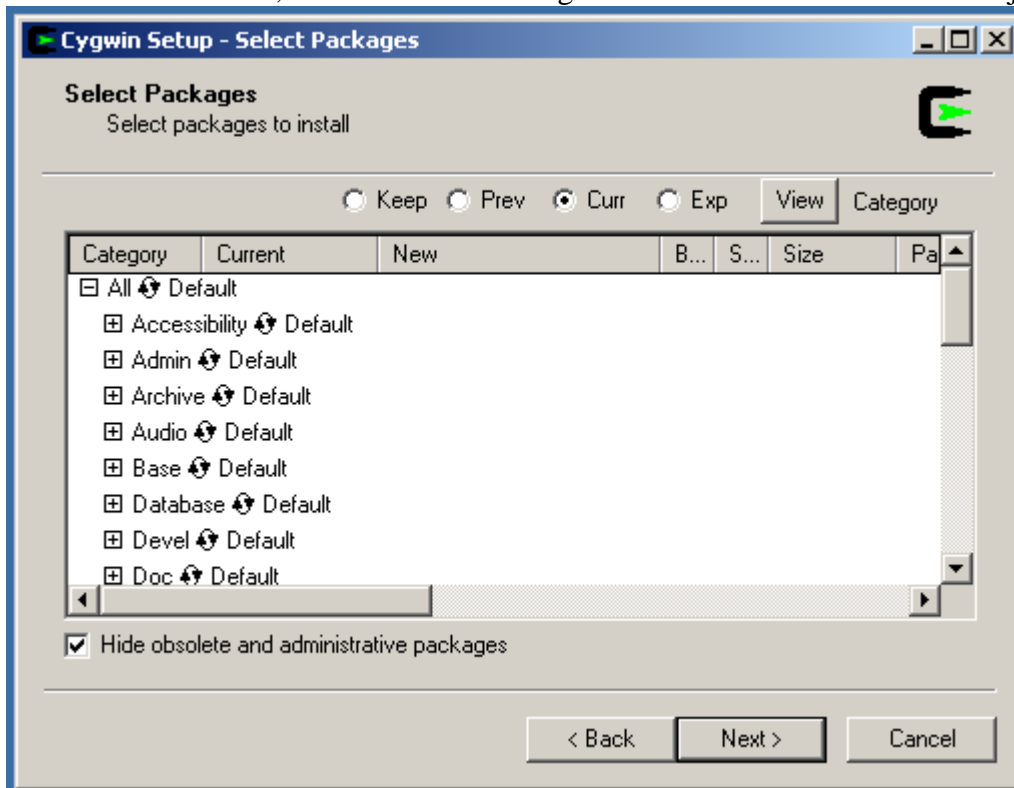 Cygwin Setup - Select Packages
Select Packages
Select packages to install
Keep Prev Curr Exp View Category
Category Current New B... S... Size Pa
All Default
Accessibility Default
Admin Default
Archive Default
Audio Default
Base Default
Database Default
Devel Default
Doc Default
Hide obsolete and administrative packages
< Back Next > Cancel